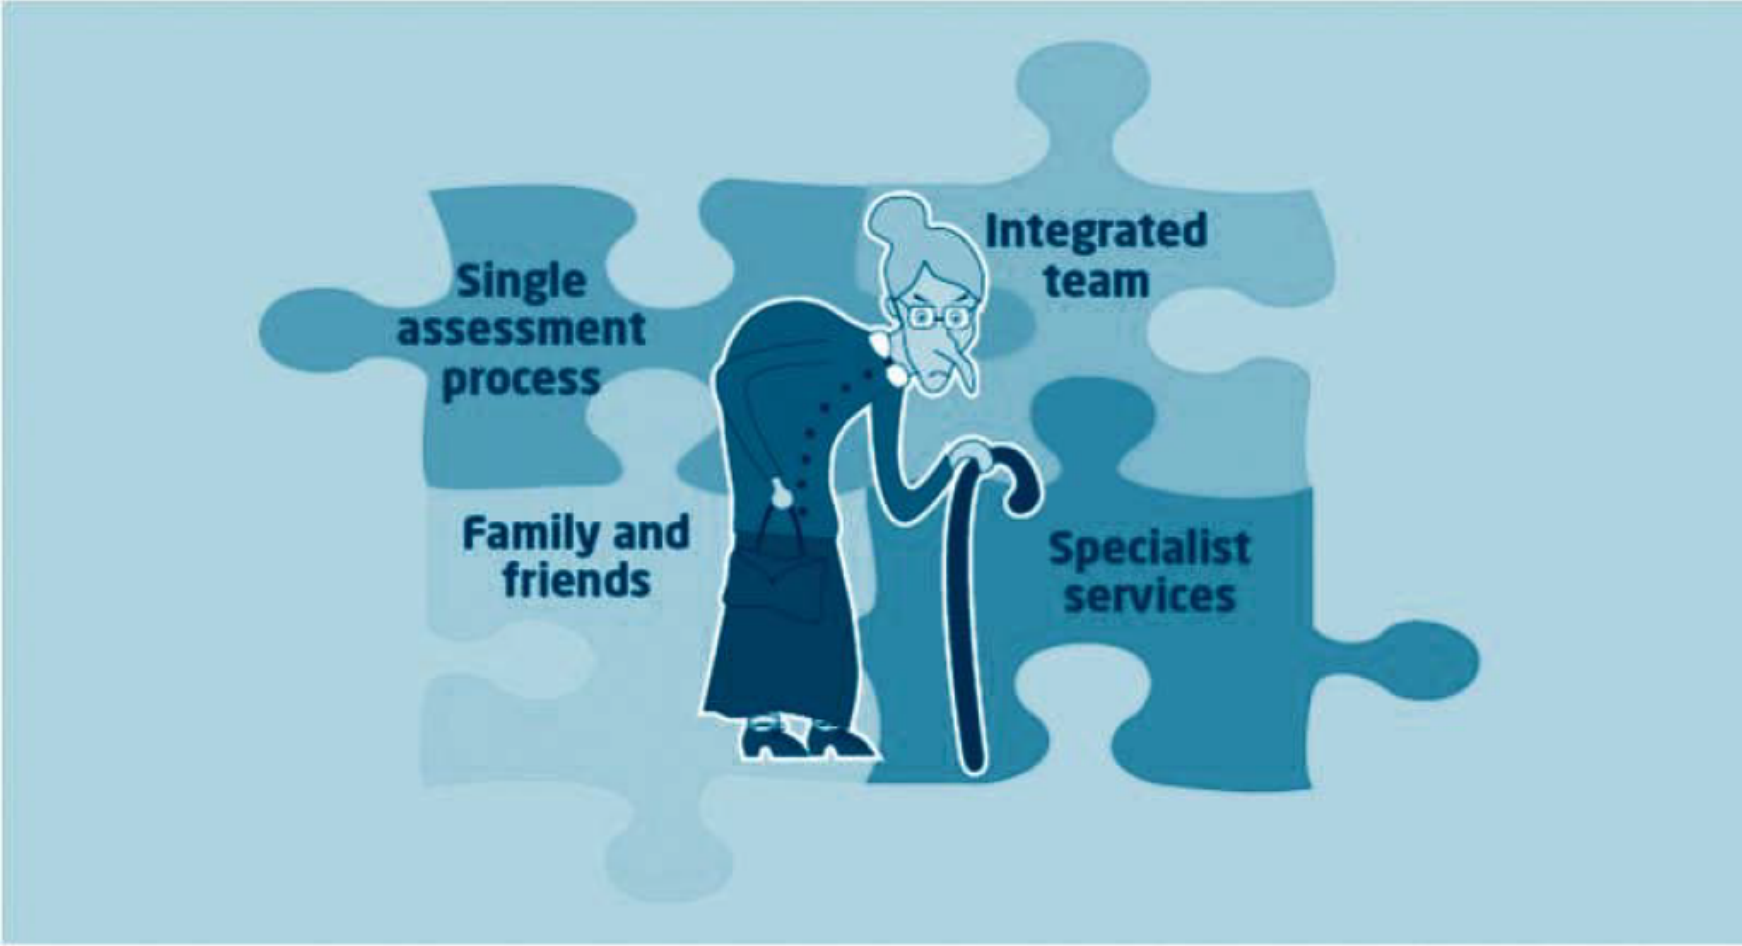 Single
assessment
process
Integrated
team
Family and
friends
Specialist
services